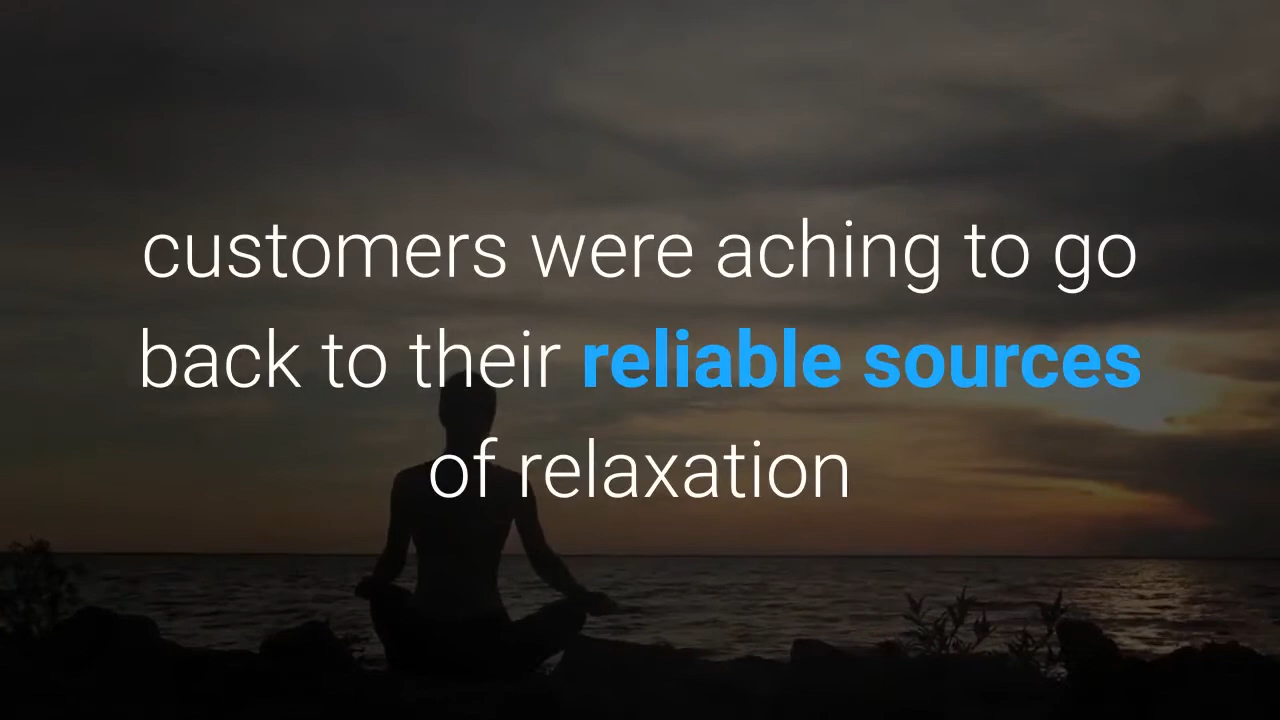 customers were aching to go
back to their reliable sources
of relaxation